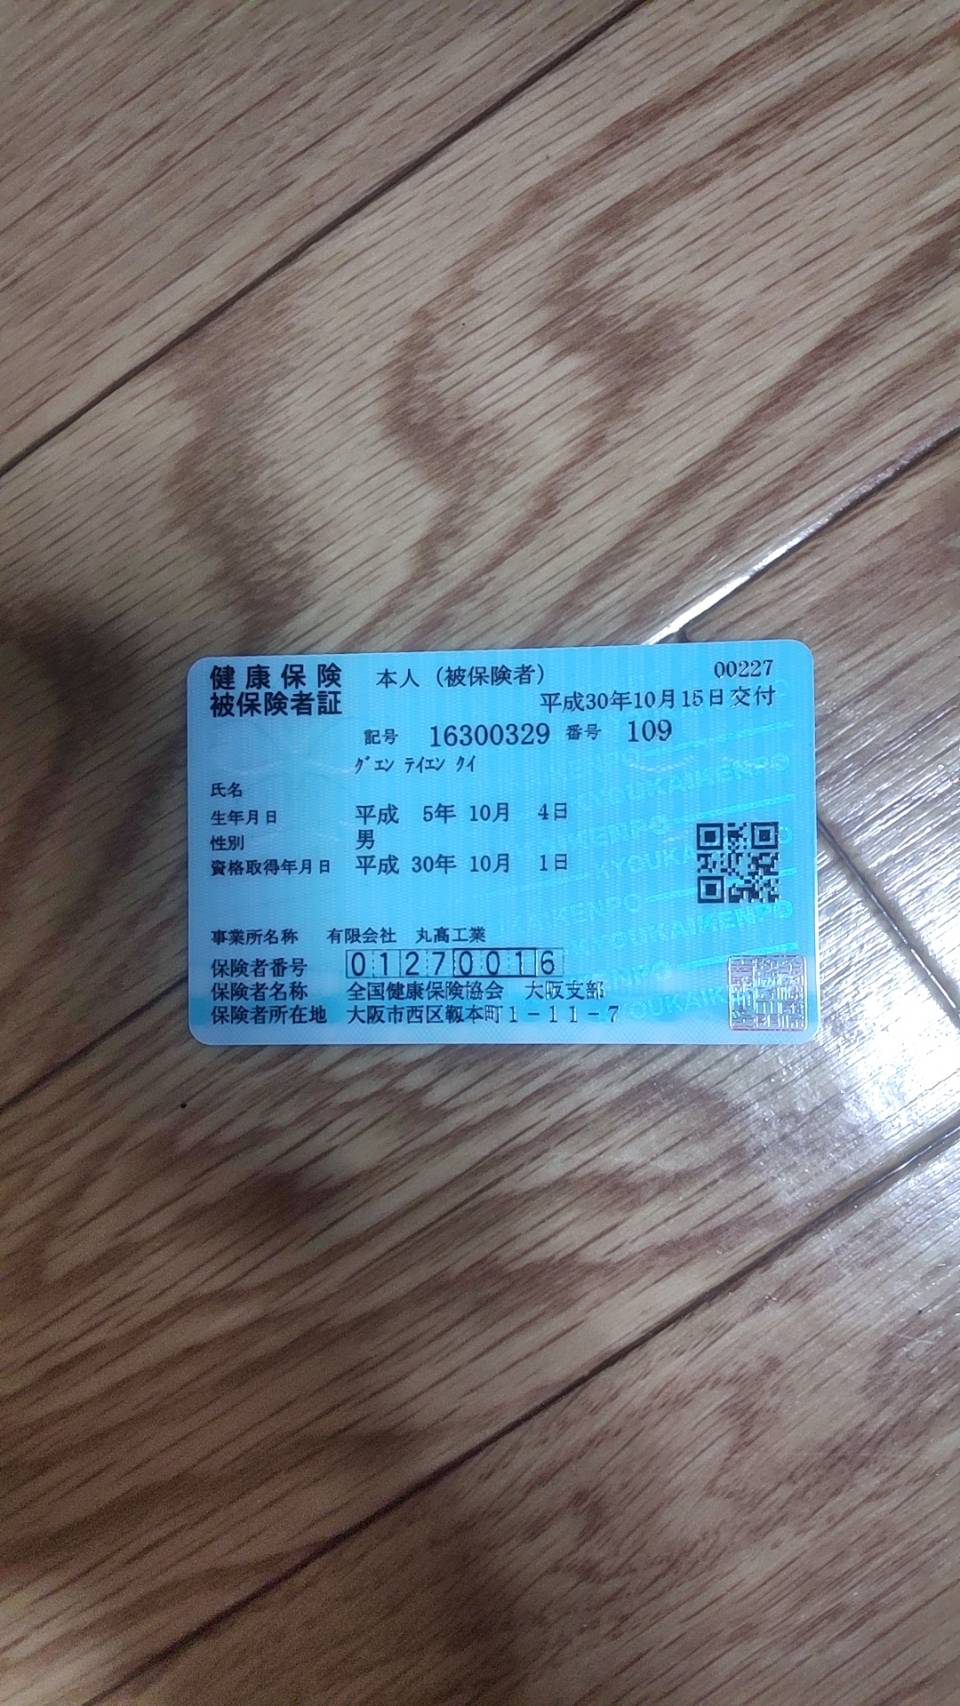 健康保険 本人（被保険者） 00227
被保険者証 平成30年10月15日交付
記号 16300329 番号 109
ｸﾞｴﾝ ﾃｲｴﾝ ｸｲ
氏名
生年月日 平成 5年 10月 4日
性別 男
資格取得年月日 平成 30年 10月 1日
事業所名称 有限会社 丸高工業
保険者番号 01270016
保険者名称 全国健康保険協会 大阪支部
保険者所在地 大阪市西区靱本町1-11-7
KYOUKAIKENPO